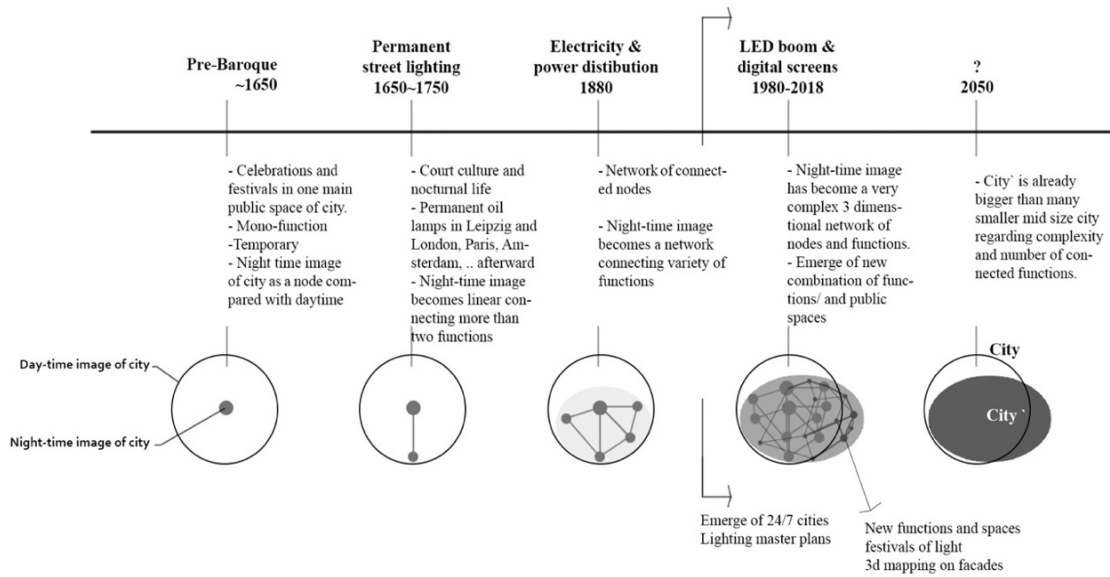 Pre-Baroque
~1650
Permanent
street lighting
1650~1750
Electricity &
power distibution
1880
LED boom &
digital screens
1980-2018
?
2050
- Celebrations and
festivals in one main
public space of city.
- Mono-function
-Temporary
- Night time image
of city as a node com-
pared with daytime
- Court culture and
nocturnal life
- Permanent oil
lamps in Leipzig and
London, Paris, Am-
sterdam, .. afterward
- Night-time image
becomes linear con-
necting more than
two functions
- Network of connect-
ed nodes
- Night-time image
becomes a network
connecting variety of
functions
- Night-time image
has become a very
complex 3 dimens-
tional network of
nodes and functions.
- Emerge of new
combination of func-
tions/ and public
spaces
- City` is already
bigger than many
smaller mid size city
regarding complexity
and number of con-
nected functions.
Day-time image of city
Night-time image of city
City
City `
Emerge of 24/7 cities
Lighting master plans
New functions and spaces
festivals of light
3d mapping on facades